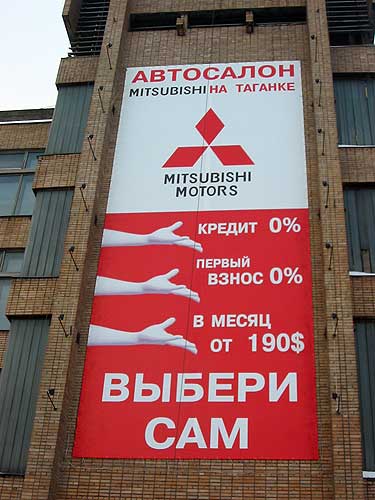 АВТОСАЛОН
MITSUBISHI НА ТАГАНКЕ
MITSUBISHI
MOTORS
КРЕДИТ 0%
ПЕРВЫЙ
ВЗНОС 0%
В МЕСЯЦ
ОТ 190$
ВЫБЕРИ
САМ